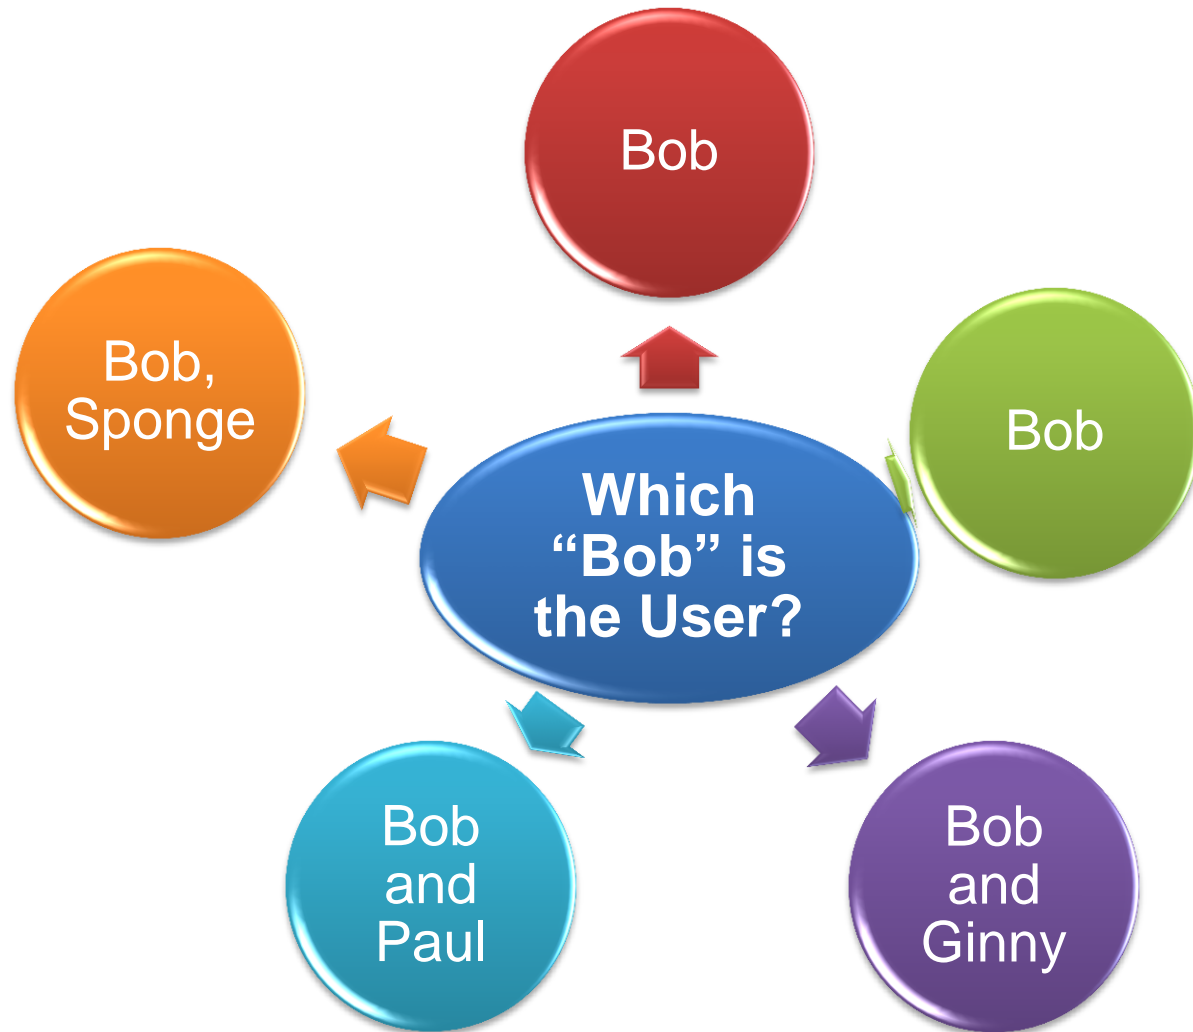 Bob
Bob,
Sponge
Bob
Which
“Bob” is
the User?
Bob
and
Paul
Bob
and
Ginny